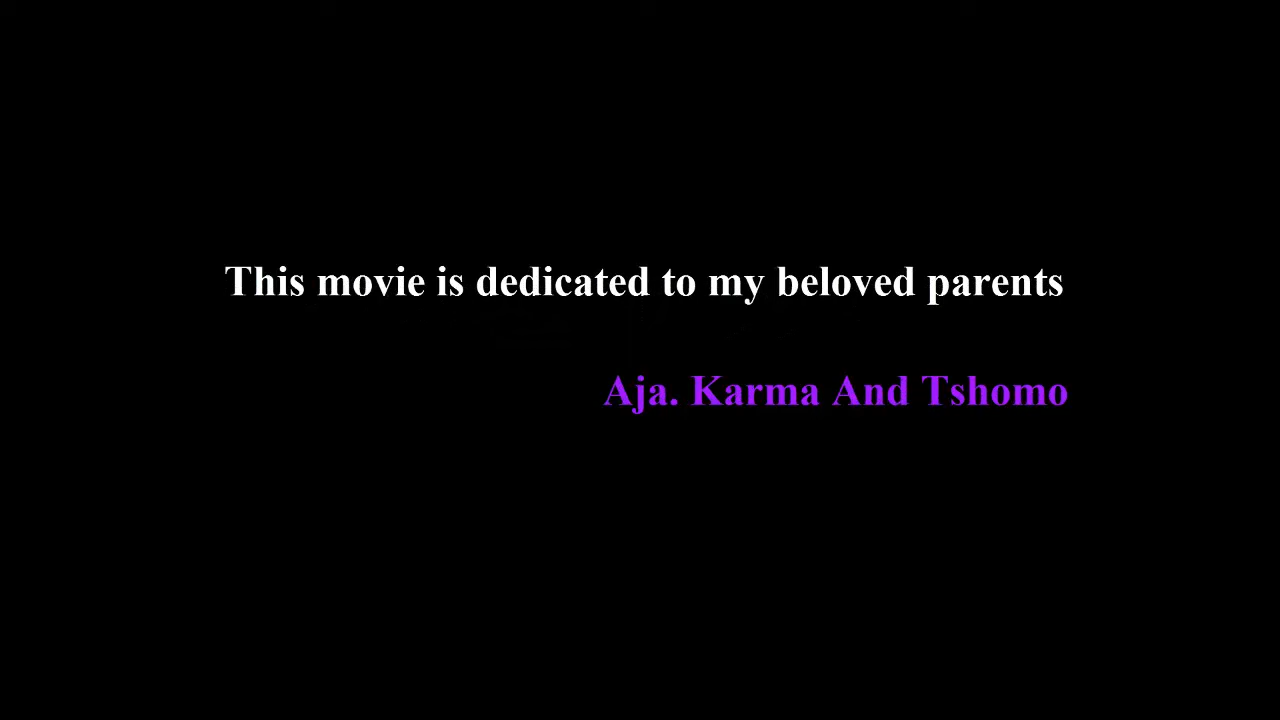 This movie is dedicated to my beloved parents
Aja. Karma And Tshomo